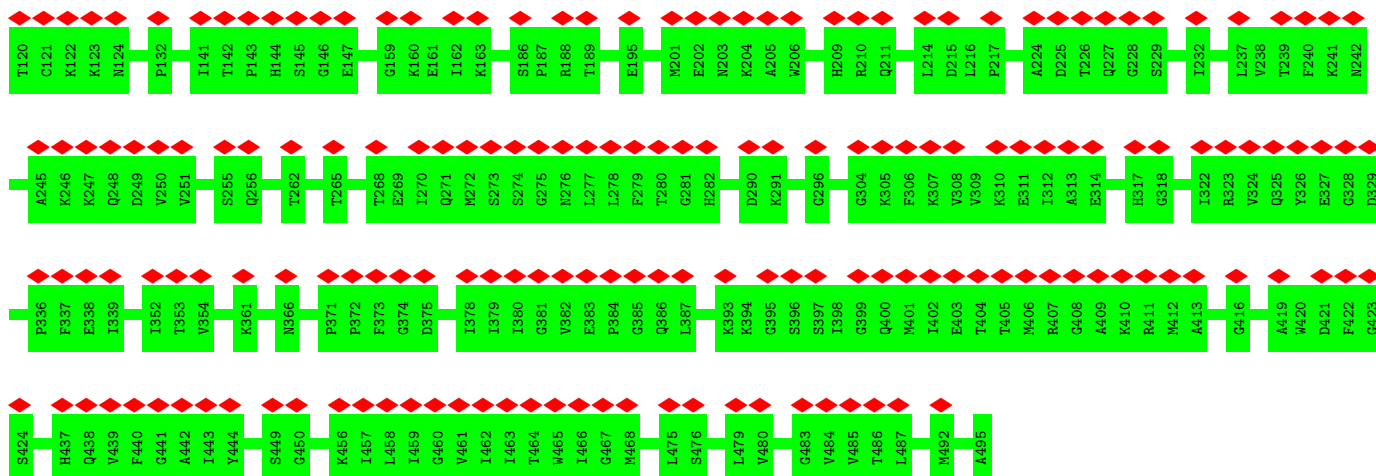 T120 C121 K122 K123 N124 P132 I141 T142 P143 H144 S145 G146 E147 G159 K160 E161 I162 K163 S186 P187 R188 T189 E195 M201 E202 N203 K204 A205 W206 H209 R210 Q211 L214 D215 L216 P217 A224 D225 T226 Q227 G228 S229 I232 L237 V238 T239 F240 K241 N242
A245 K246 K247 Q248 D249 V250 V251 S255 Q256 T262 T265 T268 E269 I270 Q271 M272 S273 S274 G275 N276 L277 L278 F279 T280 G281 H282 D290 K291 G296 G304 K305 F306 K307 V308 V309 K310 E311 I312 A313 E314 H317 G318 I322 R323 V324 Q325 Y326 E327 G328 D329
P336 F337 E338 I339 I352 T353 V354 K361 N366 P371 P372 F373 G374 D375 I378 I379 I380 G381 V382 E383 P384 G385 Q386 L387 K393 K394 G395 S396 S397 I398 G399 Q400 M401 I402 E403 T404 T405 M406 R407 G408 A409 K410 R411 M412 A413 G416 A419 W420 D421 F422 G423
S424 H437 Q438 V439 F440 G441 A442 I443 Y444 S449 G450 K456 I457 L458 I459 G460 V461 I462 I463 T464 W465 I466 G467 M468 L475 S476 L479 V480 G483 V484 V485 T486 L487 M492 A495